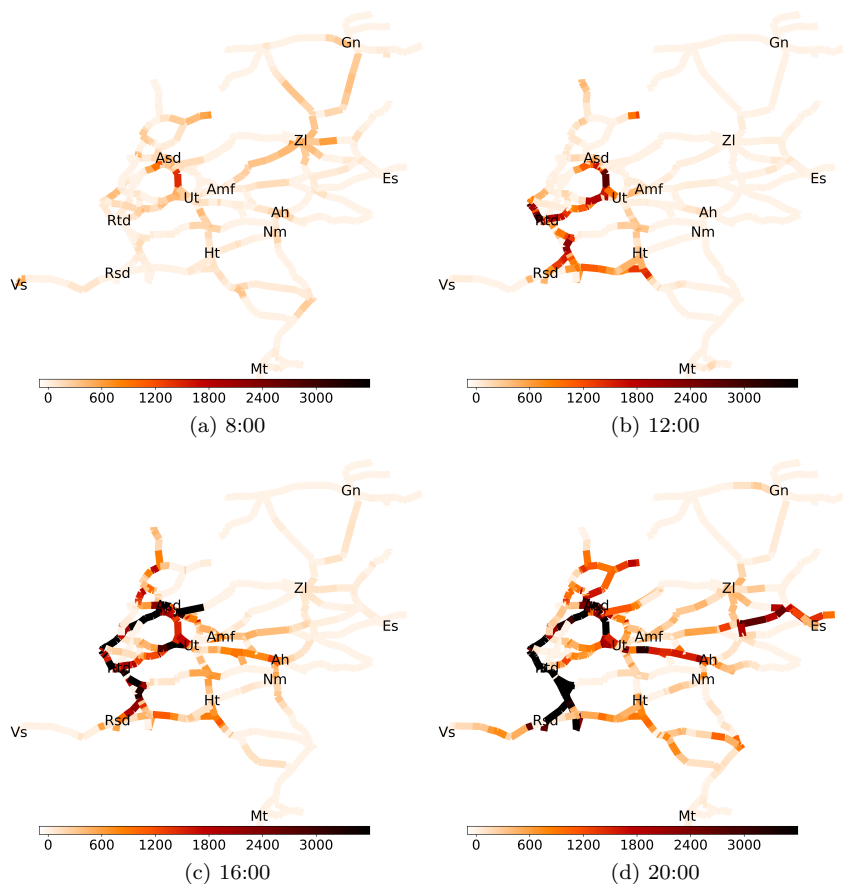 Gn
Zl
Asd
Es
Amf
Ut
Ah
Rtd
Nm
Ht
Rsd
Vs
Mt
0 600 1200 1800 2400 3000
(a) 8:00
Gn
Zl
Asd
Es
Amf
Ut
Ah
Rtd
Nm
Ht
Rsd
Vs
Mt
0 600 1200 1800 2400 3000
(b) 12:00
Gn
Zl
Asd
Es
Amf
Ut
Ah
Rtd
Nm
Ht
Rsd
Vs
Mt
0 600 1200 1800 2400 3000
(c) 16:00
Gn
Zl
Asd
Es
Amf
Ut
Ah
Rtd
Nm
Ht
Rsd
Vs
Mt
0 600 1200 1800 2400 3000
(d) 20:00